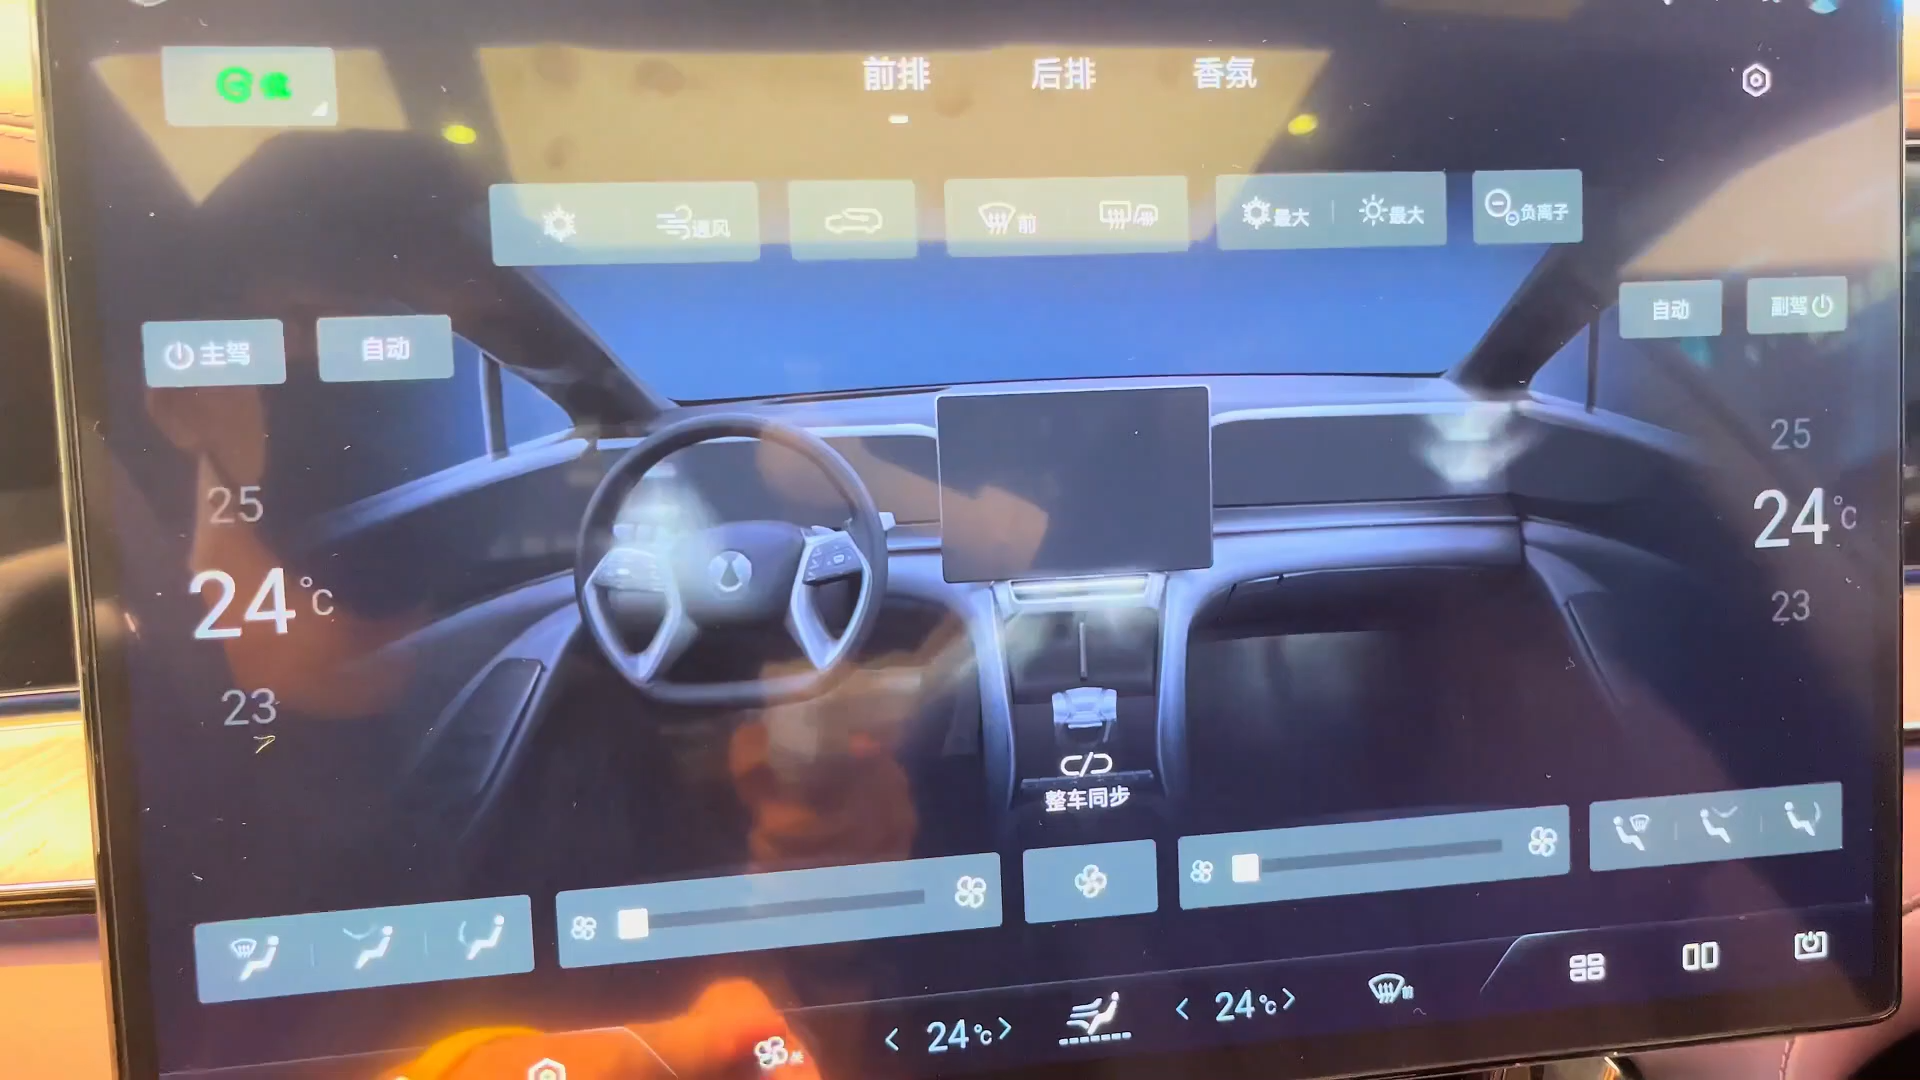 前排 后排 香氛
通风 前 最大 最大 负离子
主驾 自动 自动 副驾
25 25
24℃ 24℃
23 23
整车同步
24℃ 24℃ 前